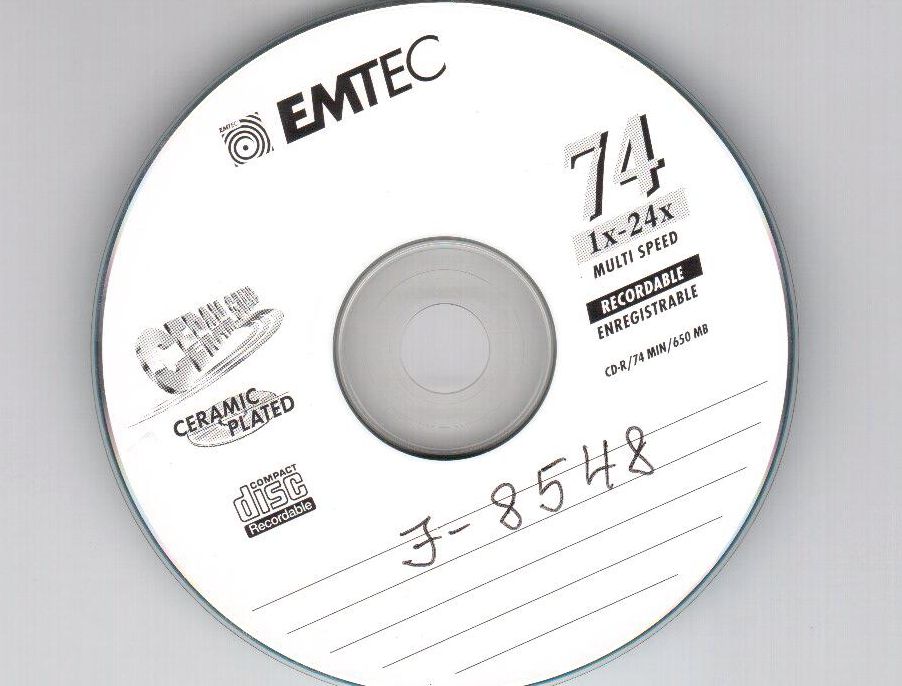 EMTEC
EMTEC
74
1x-24x
MULTI SPEED
RECORDABLE
ENREGISTRABLE
CD-R/74 MIN/650 MB
CERAMIC
PLATED
COMPACT
disc
Recordable
J-8548